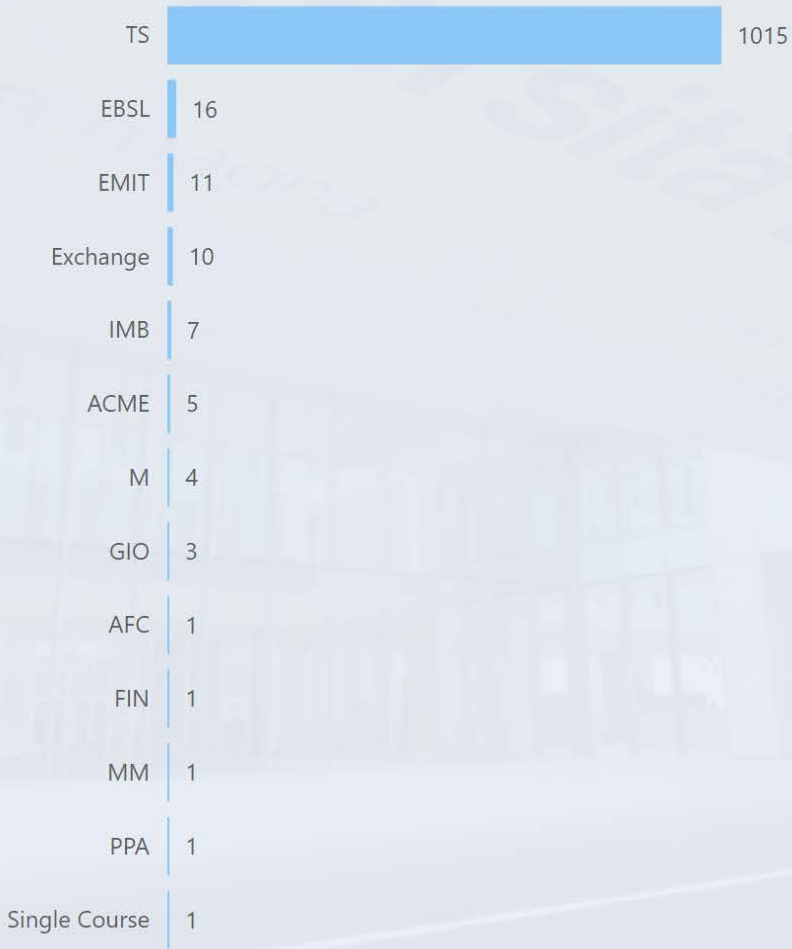 TS 1015
EBSL 16
EMIT 11
Exchange 10
IMB 7
ACME 5
M 4
GIO 3
AFC 1
FIN 1
MM 1
PPA 1
Single Course 1